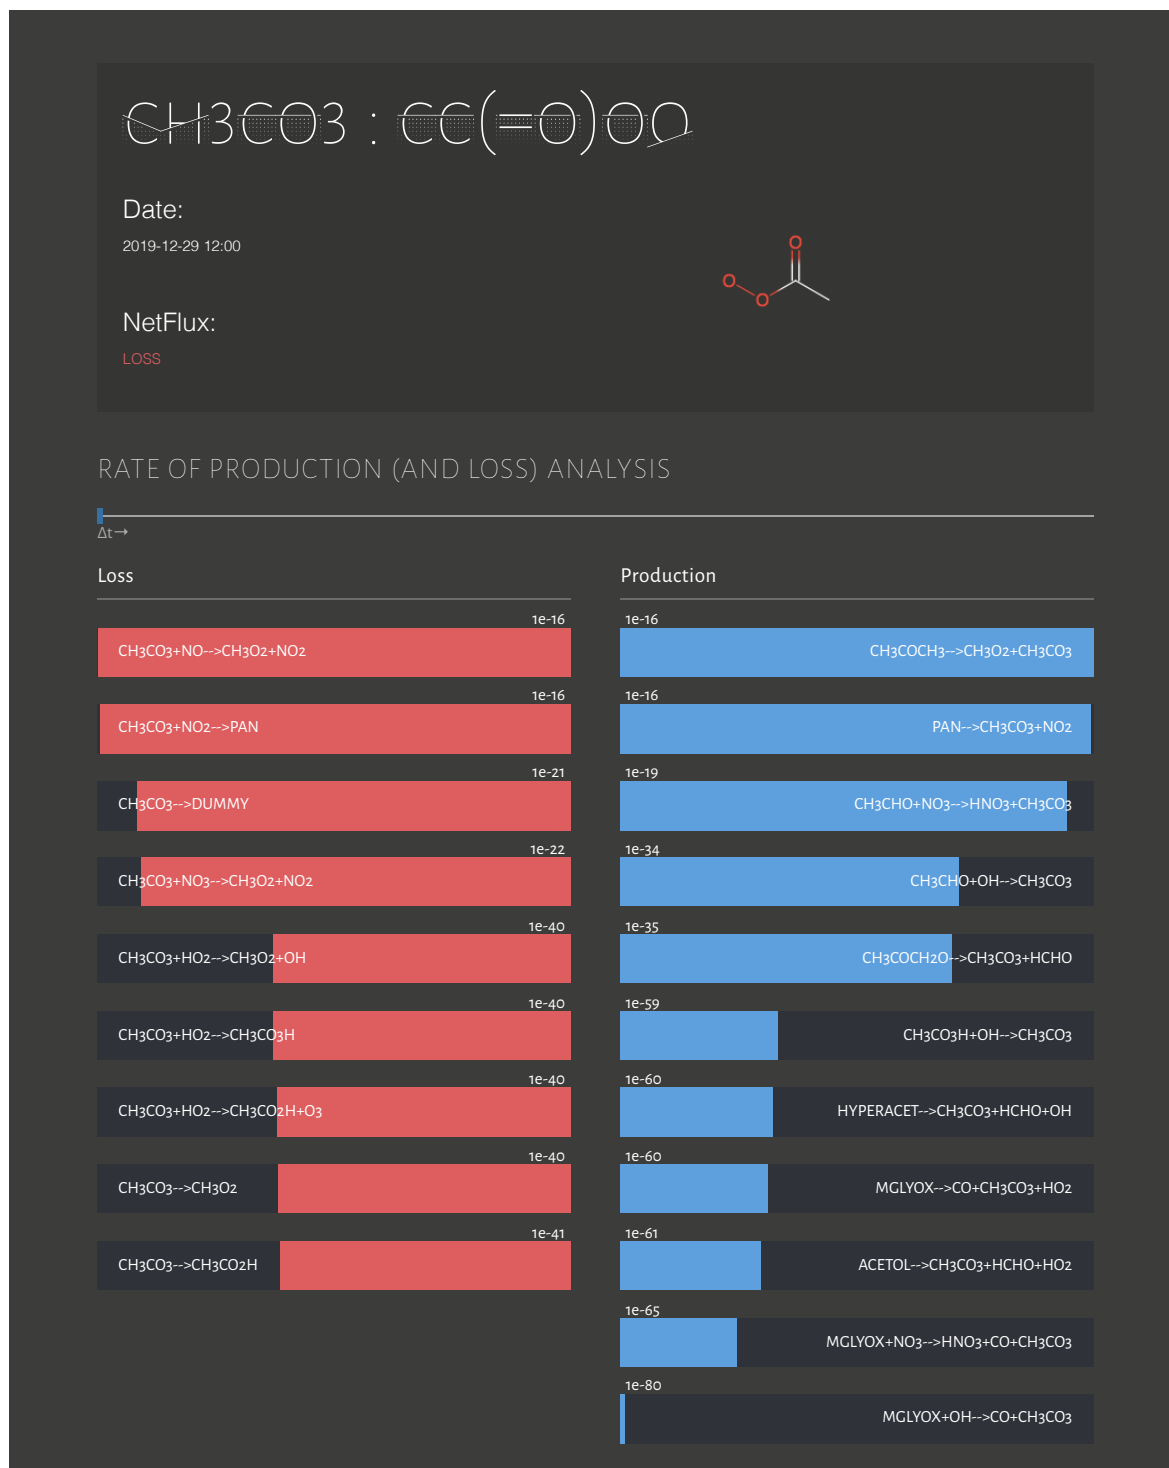 CH3CO3 : CC(=O)OO
Date:
2019-12-29 12:00
O
O
O
NetFlux:
LOSS
RATE OF PRODUCTION (AND LOSS) ANALYSIS
Δt→
Loss
1e-16
CH3CO3+NO-->CH3O2+NO2
1e-16
CH3CO3+NO2-->PAN
1e-21
CH3CO3-->DUMMY
1e-22
CH3CO3+NO3-->CH3O2+NO2
1e-40
CH3CO3+HO2-->CH3O2+OH
1e-40
CH3CO3+HO2-->CH3CO3H
1e-40
CH3CO3+HO2-->CH3CO2H+O3
1e-40
CH3CO3-->CH3O2
1e-41
CH3CO3-->CH3CO2H
Production
1e-16
CH3COCH3-->CH3O2+CH3CO3
1e-16
PAN-->CH3CO3+NO2
1e-19
CH3CHO+NO3-->HNO3+CH3CO3
1e-34
CH3CHO+OH-->CH3CO3
1e-35
CH3COCH2O-->CH3CO3+HCHO
1e-59
CH3CO3H+OH-->CH3CO3
1e-60
HYPERACET-->CH3CO3+HCHO+OH
1e-60
MGLYOX-->CO+CH3CO3+HO2
1e-61
ACETOL-->CH3CO3+HCHO+HO2
1e-65
MGLYOX+NO3-->HNO3+CO+CH3CO3
1e-80
MGLYOX+OH-->CO+CH3CO3